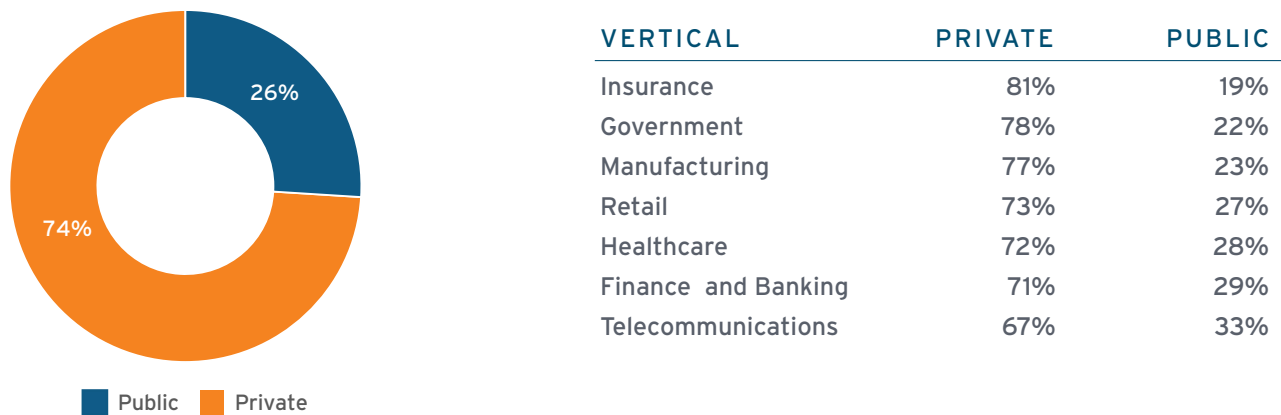 26%
74%
Public Private
VERTICAL PRIVATE PUBLIC
Insurance 81% 19%
Government 78% 22%
Manufacturing 77% 23%
Retail 73% 27%
Healthcare 72% 28%
Finance and Banking 71% 29%
Telecommunications 67% 33%